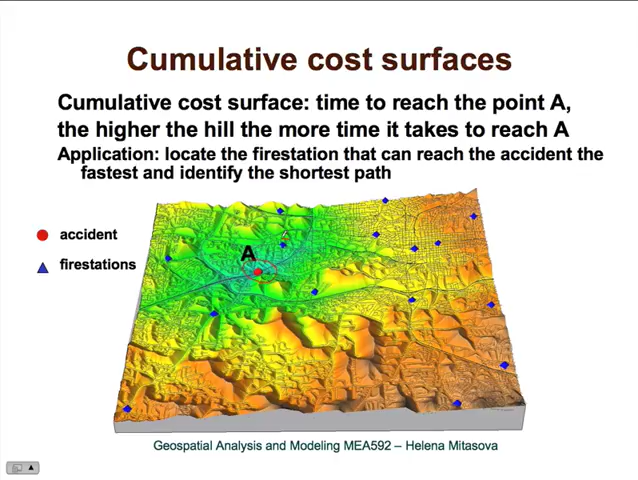 Cumulative cost surfaces
Cumulative cost surface: time to reach the point A,
the higher the hill the more time it takes to reach A
Application: locate the firestation that can reach the accident the
fastest and identify the shortest path
accident
firestations
A
Geospatial Analysis and Modeling MEA592 – Helena Mitasova